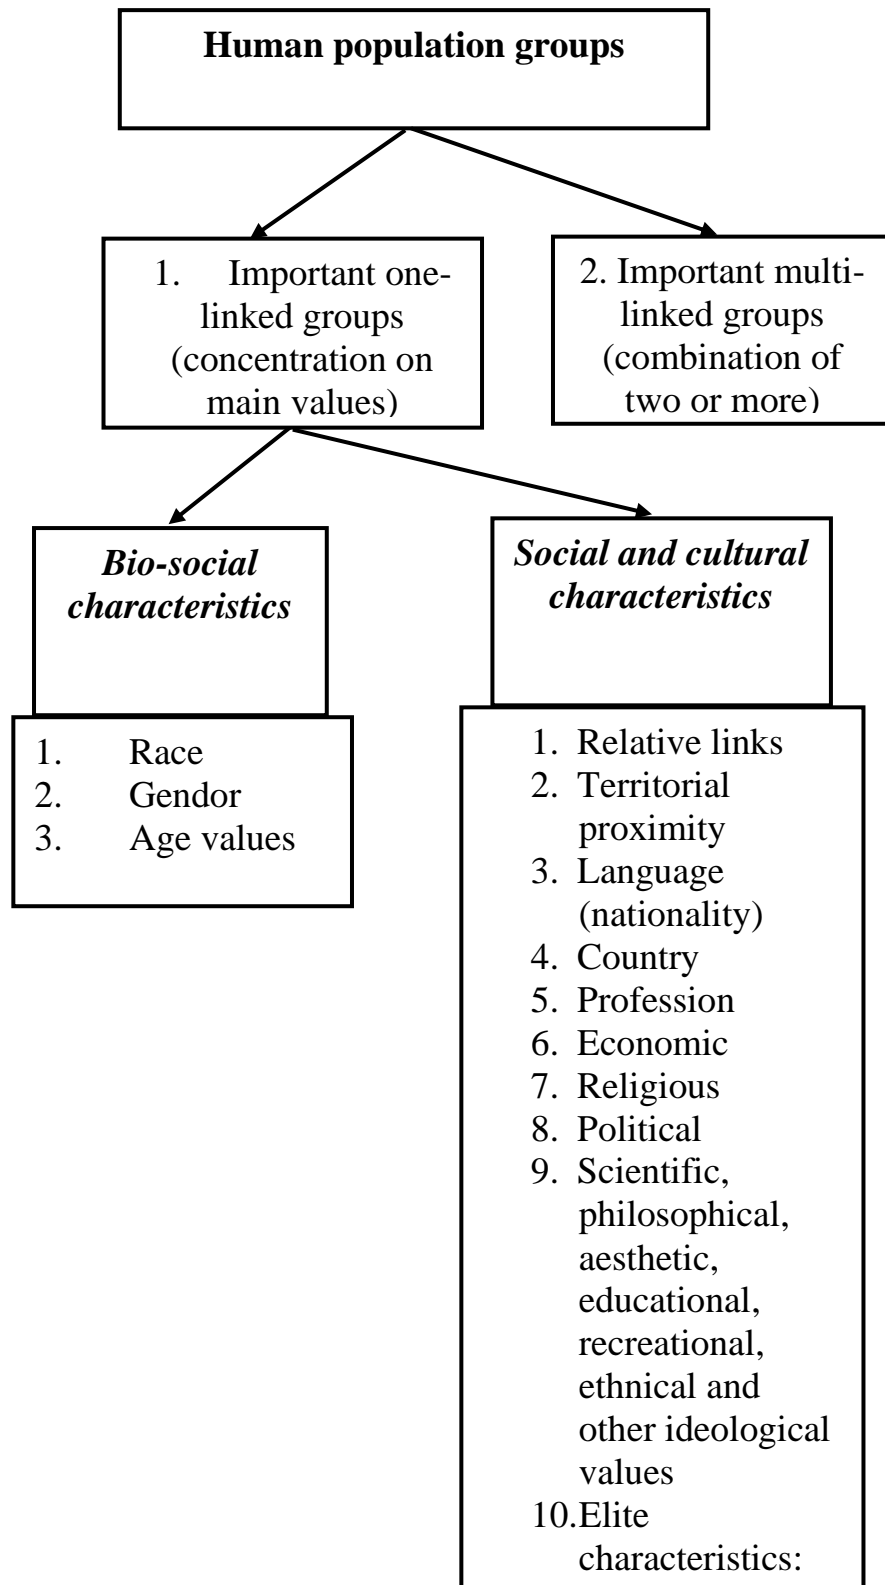 Human population groups
1. Important one-
linked groups
(concentration on
main values)
2. Important multi-
linked groups
(combination of
two or more)
Bio-social
characteristics
Social and cultural
characteristics
1. Race
2. Gendor
3. Age values
1. Relative links
2. Territorial
proximity
3. Language
(nationality)
4. Country
5. Profession
6. Economic
7. Religious
8. Political
9. Scientific,
philosophical,
aesthetic,
educational,
recreational,
ethnical and
other ideological
values
10.Elite
characteristics: